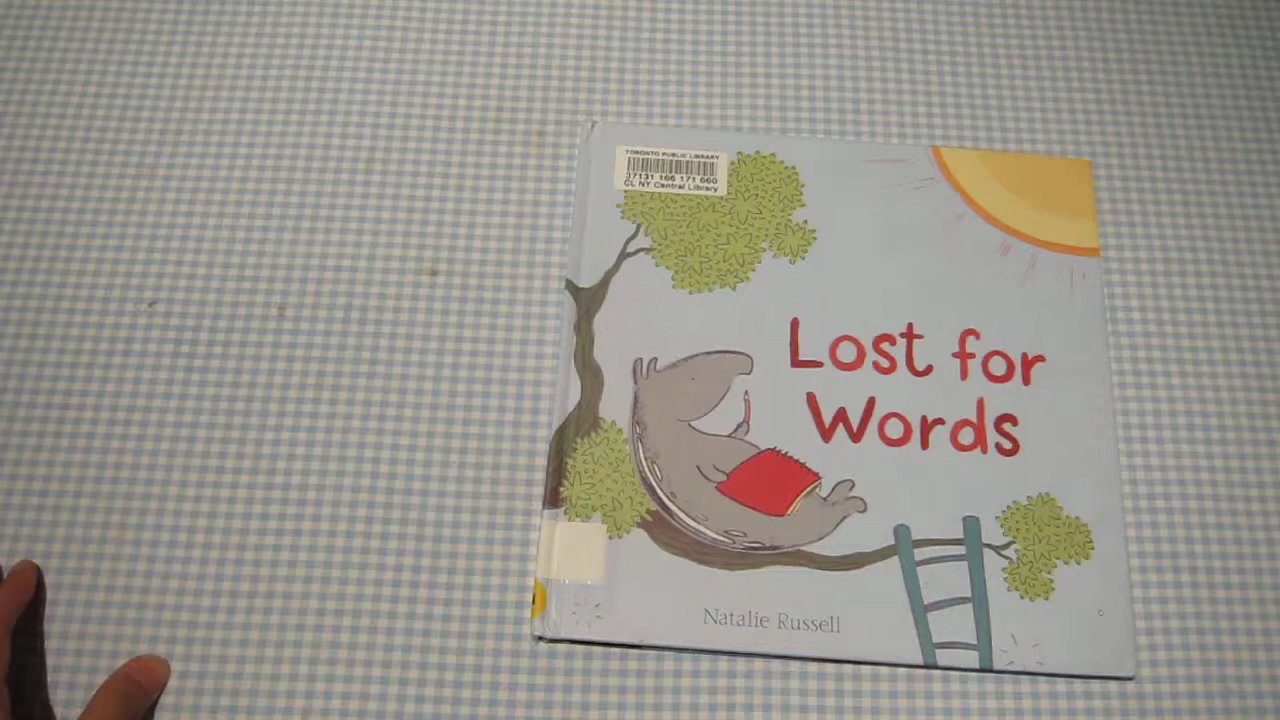 TORONTO PUBLIC LIBRARY
37131 166 171 660
CL NY Central Library
Lost for
Words
Natalie Russell